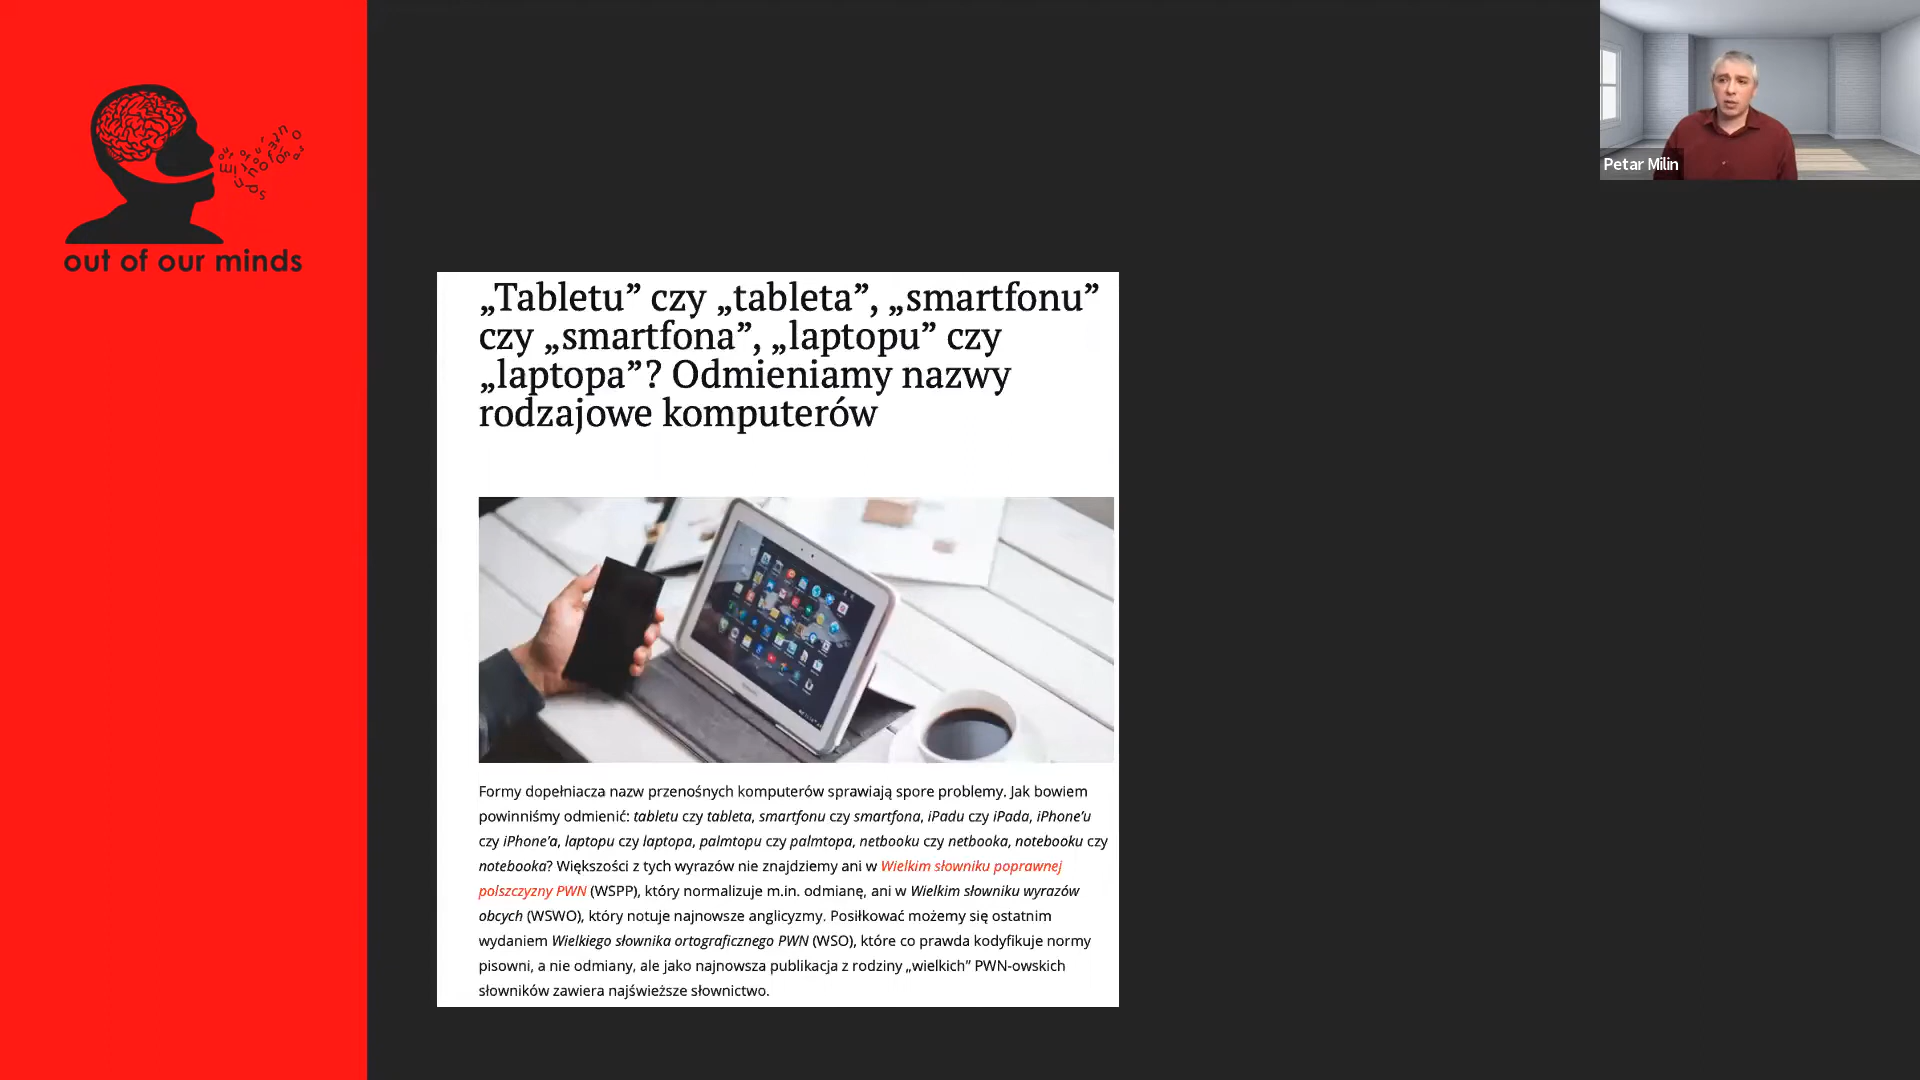 out of our minds
Petar Milin
„Tabletu” czy „tableta”, „smartfonu”
czy „smartfona”, „laptopu” czy
„laptopa”? Odmieniamy nazwy
rodzajowe komputerów
Formy dopełniacza nazw przenośnych komputerów sprawiają spore problemy. Jak bowiem
powinniśmy odmienić: tabletu czy tableta, smartfonu czy smartfona, iPadu czy iPada, iPhone’u
czy iPhone’a, laptopu czy laptopa, palmtopu czy palmtopa, netbooku czy netbooka, notebooku czy
notebooka? Większości z tych wyrazów nie znajdziemy ani w Wielkim słowniku poprawnej
polszczyzny PWN (WSPP), który normalizuje m.in. odmianę, ani w Wielkim słowniku wyrazów
obcych (WSWO), który notuje najnowsze anglicyzmy. Posiłkować możemy się ostatnim
wydaniem Wielkiego słownika ortograficznego PWN (WSO), które co prawda kodyfikuje normy
pisowni, a nie odmiany, ale jako najnowsza publikacja z rodziny „wielkich” PWN-owskich
słowników zawiera najświeższe słownictwo.